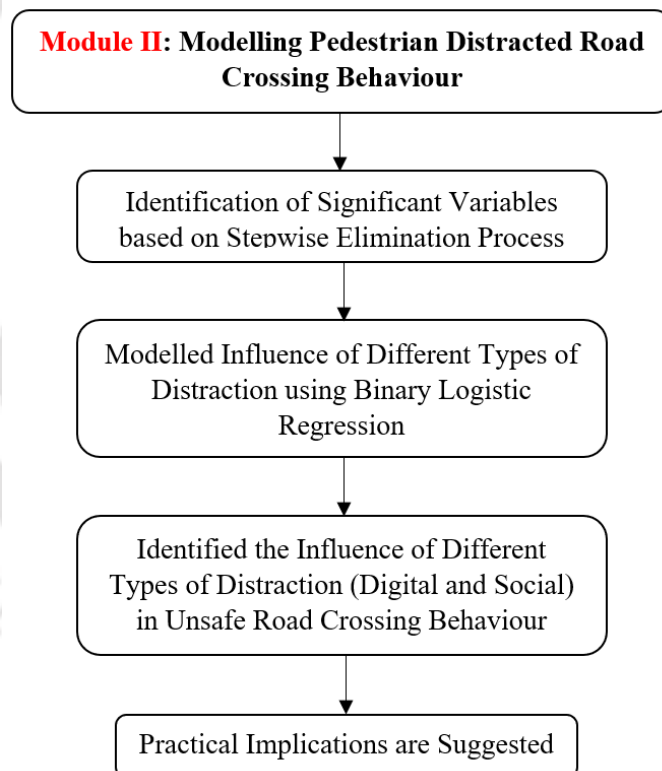 Module II: Modelling Pedestrian Distracted Road
Crossing Behaviour
Identification of Significant Variables
based on Stepwise Elimination Process
Modelled Influence of Different Types of
Distraction using Binary Logistic
Regression
Identified the Influence of Different
Types of Distraction (Digital and Social)
in Unsafe Road Crossing Behaviour
Practical Implications are Suggested